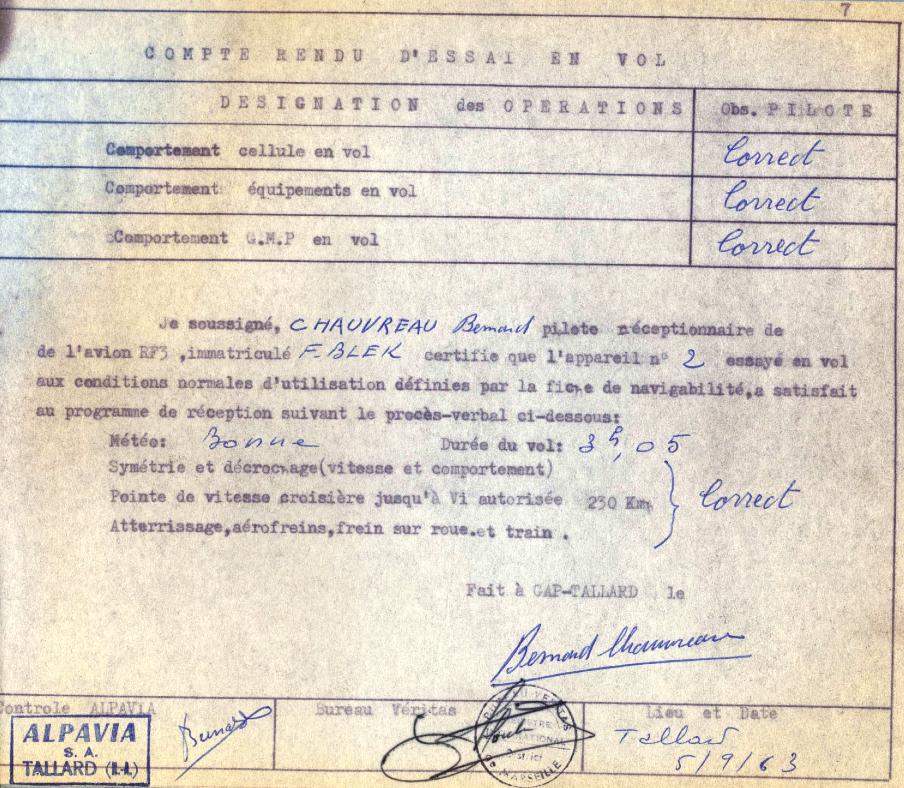 7
COMPTE RENDU D'ESSAI EN VOL
DESIGNATION des OPERATIONS Obs. PILOTE
Comportement cellule en vol Correct
Comportement équipements en vol Correct
Comportement G.M.P en vol Correct
Je soussigné, CHAUVREAU Bernard pilote réceptionnaire de
de l'avion RF3 ,immatriculé F.BLEK certifie que l'appareil n° 2 essayé en vol
aux conditions normales d'utilisation définies par la fiche de navigabilité,a satisfait
au programme de réception suivant le procès-verbal ci-dessous:
Météo: Bonne Durée du vol: 3h,05
Symétrie et décrochage(vitesse et comportement)
Pointe de vitesse croisière jusqu'à Vi autorisée 230 Km, Correct
Atterrissage,aérofreins,frein sur roue.et train .
Fait à GAP-TALLARD le
Bernard Chauvreau
Controle ALPAVIA Bureau Véritas Lieu et Date
ALPAVIA
S. A.
TALLARD (H.-A.)
BUREAU VERITAS
de MARSEILLE
Tallard
5/9/63